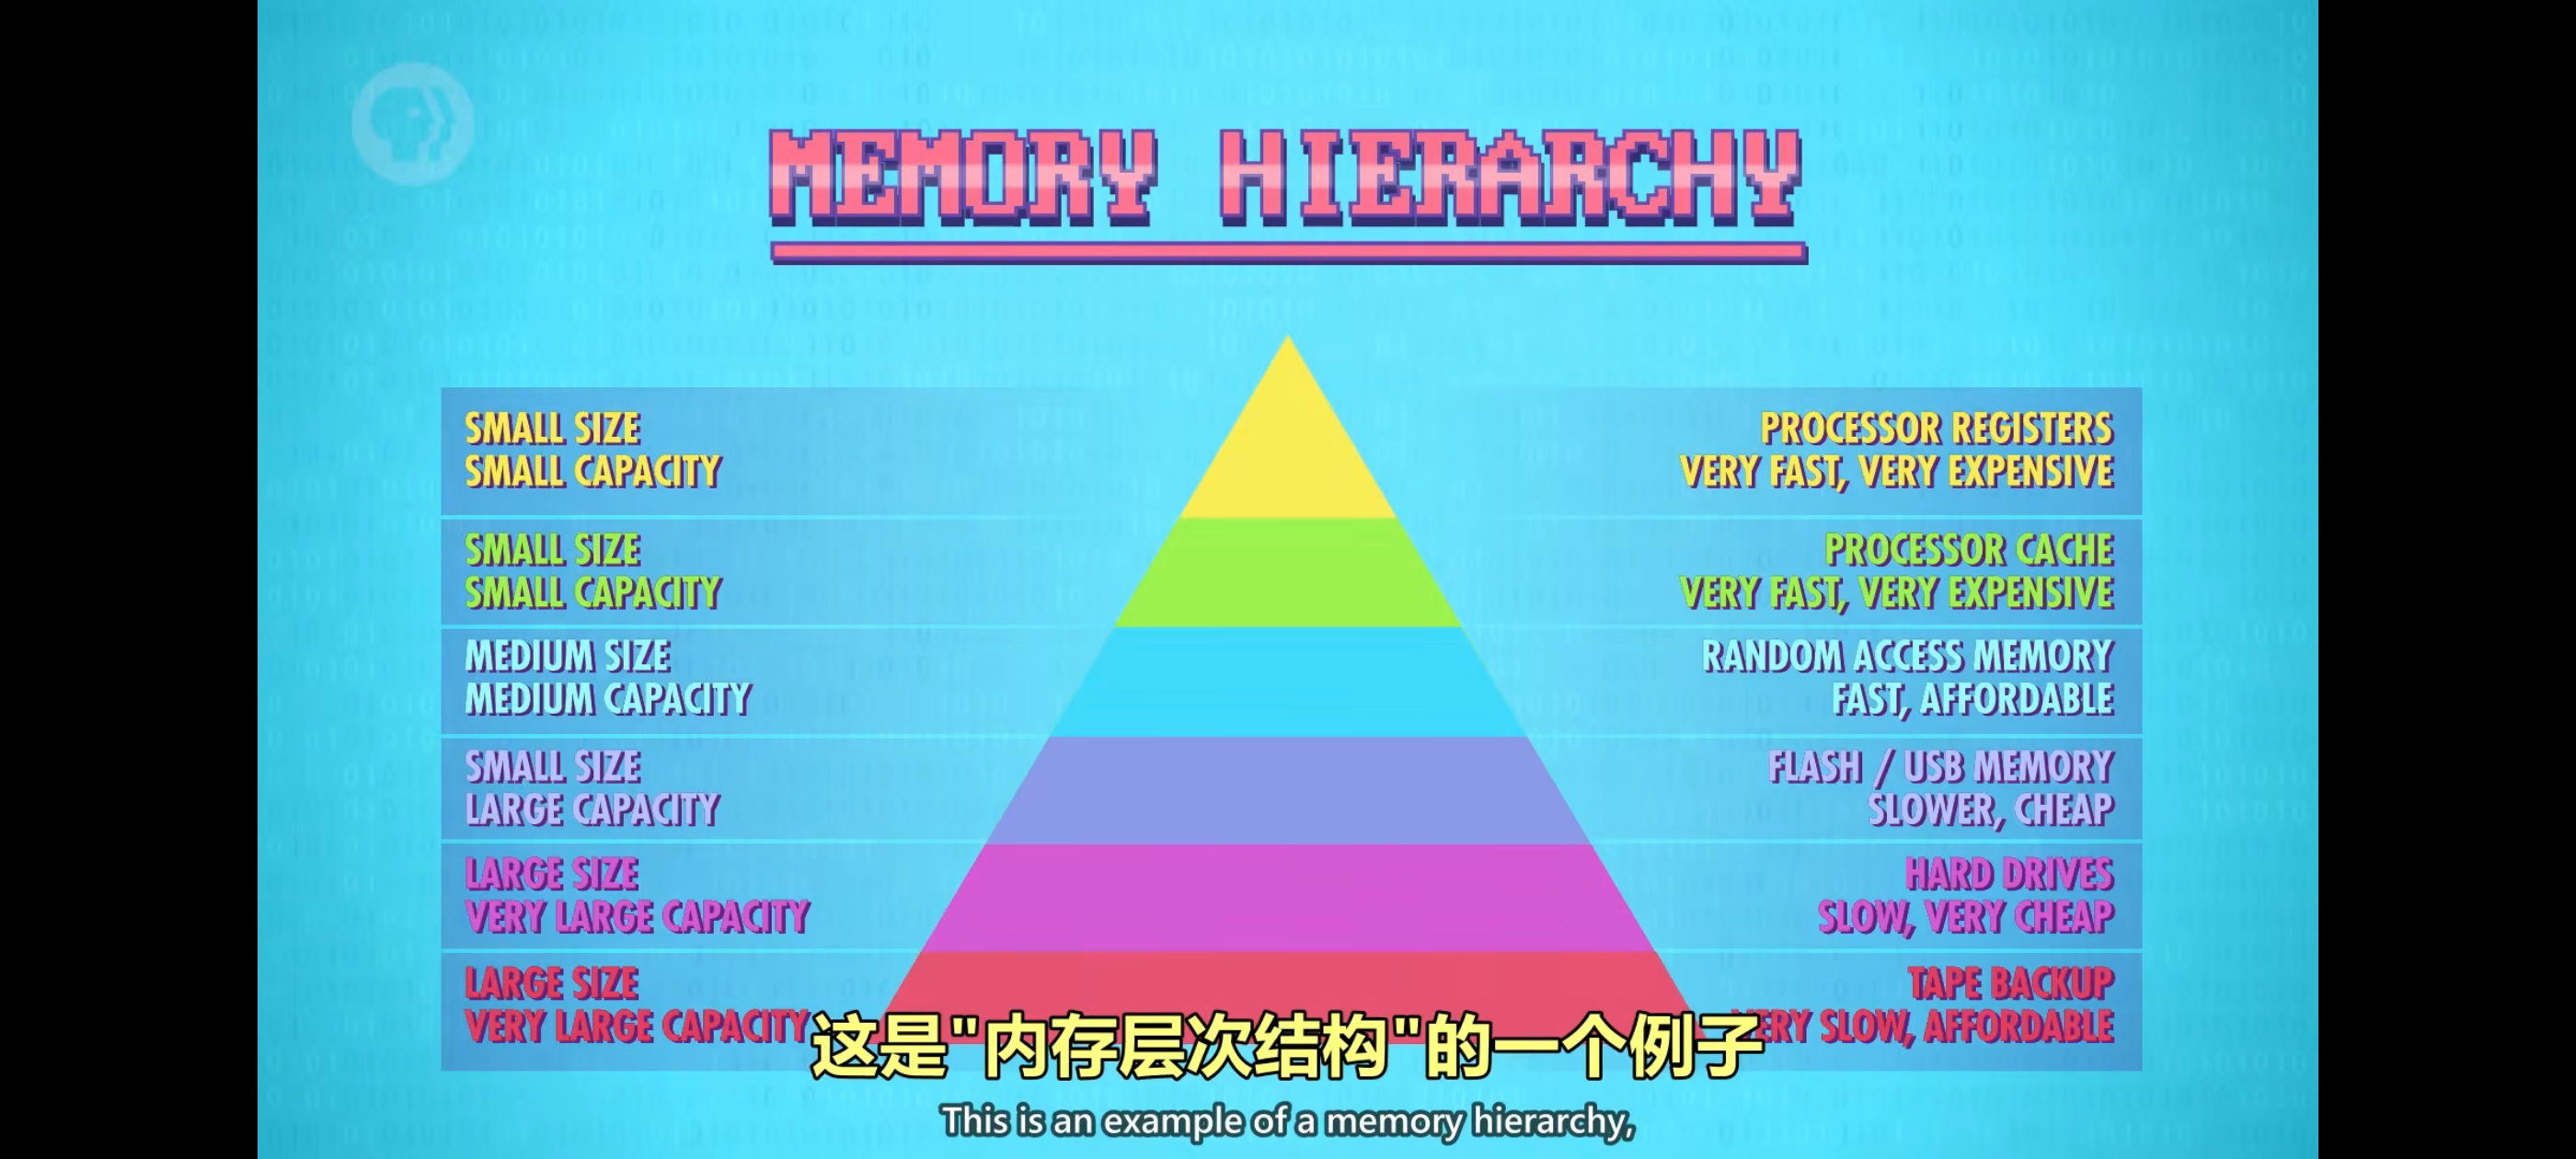 MEMORY HIERARCHY
SMALL SIZE
SMALL CAPACITY
PROCESSOR REGISTERS
VERY FAST, VERY EXPENSIVE
SMALL SIZE
SMALL CAPACITY
PROCESSOR CACHE
VERY FAST, VERY EXPENSIVE
MEDIUM SIZE
MEDIUM CAPACITY
RANDOM ACCESS MEMORY
FAST, AFFORDABLE
SMALL SIZE
LARGE CAPACITY
FLASH / USB MEMORY
SLOWER, CHEAP
LARGE SIZE
VERY LARGE CAPACITY
HARD DRIVES
SLOW, VERY CHEAP
LARGE SIZE
VERY LARGE CAPACITY
TAPE BACKUP
VERY SLOW, AFFORDABLE
这是"内存层次结构"的一个例子
This is an example of a memory hierarchy,